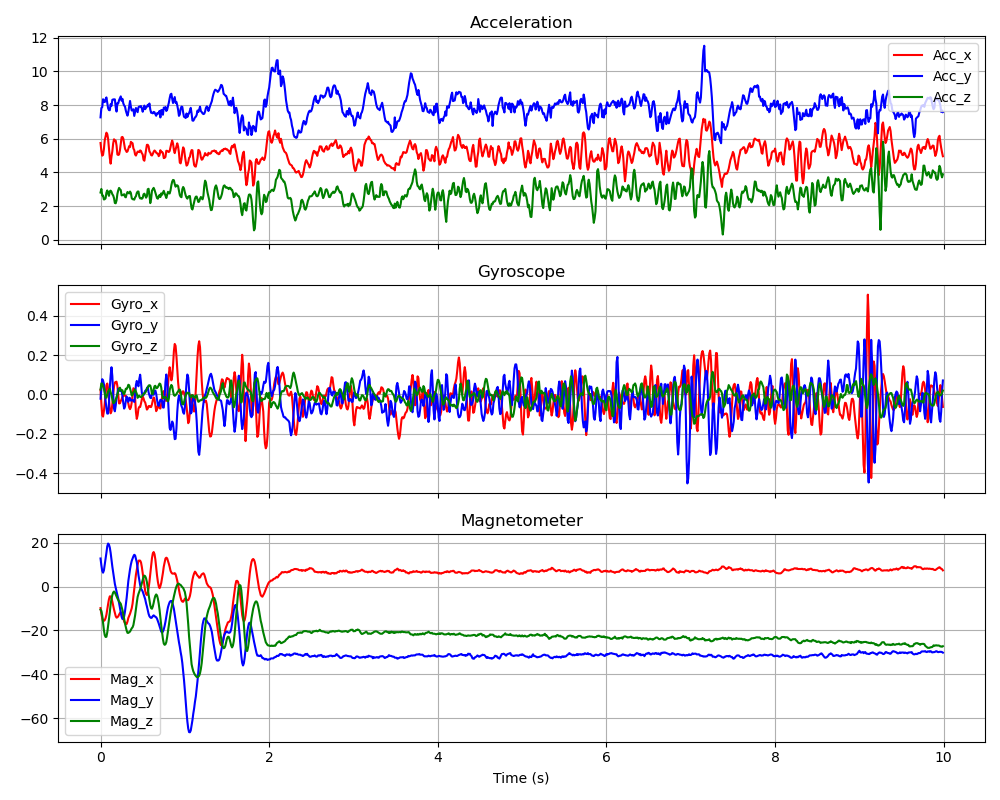 Acceleration
12
10
8
6
4
2
0
Acc_x
Acc_y
Acc_z
Gyroscope
0.4
0.2
0.0
−0.2
−0.4
Gyro_x
Gyro_y
Gyro_z
Magnetometer
20
0
−20
−40
−60
Mag_x
Mag_y
Mag_z
0 2 4 6 8 10
Time (s)